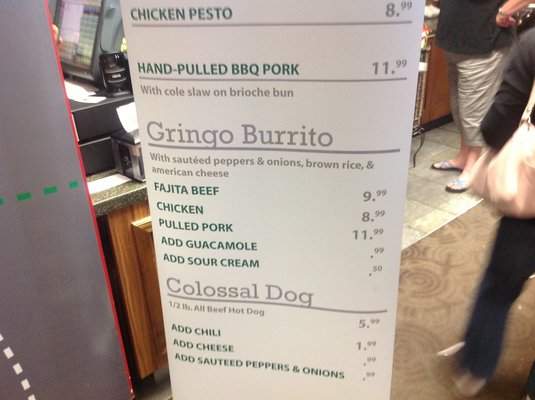 CHICKEN PESTO 8.99
HAND-PULLED BBQ PORK 11.99
With cole slaw on brioche bun
Gringo Burrito
With sautéed peppers & onions, brown rice, &
american cheese
FAJITA BEEF 9.99
CHICKEN 8.99
PULLED PORK 11.99
ADD GUACAMOLE .99
ADD SOUR CREAM .50
Colossal Dog
1/2 lb. All Beef Hot Dog 5.99
ADD CHILI 1.99
ADD CHEESE .99
ADD SAUTEED PEPPERS & ONIONS .99